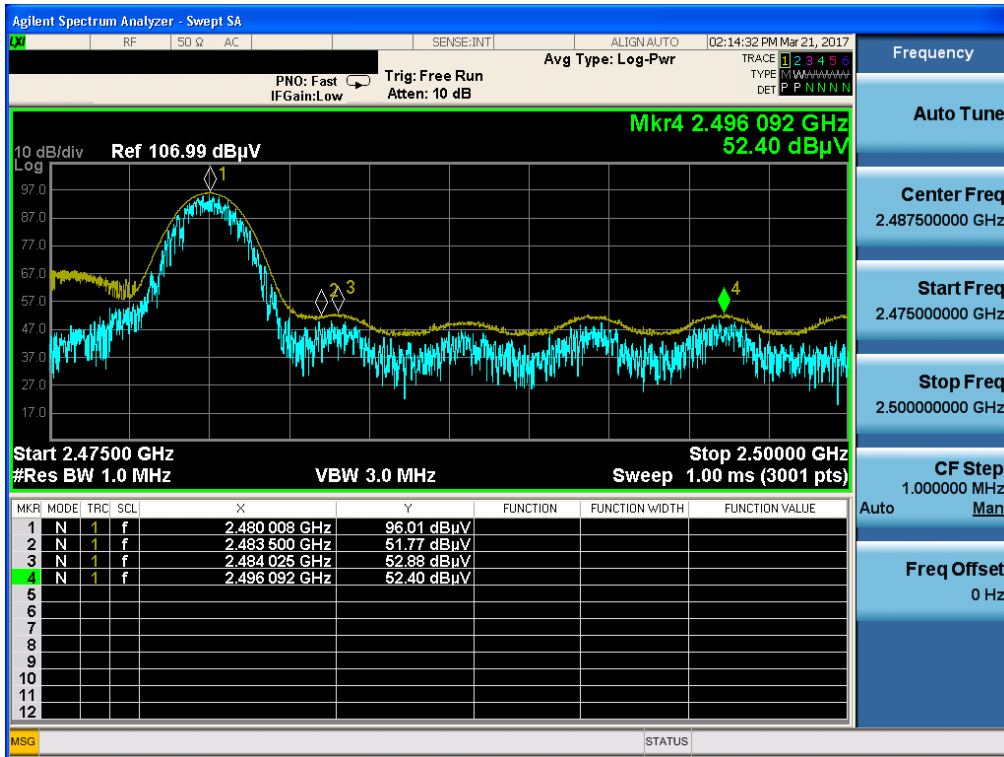 Agilent Spectrum Analyzer - Swept SA
LXI RF 50 Ω AC SENSE:INT ALIGN AUTO 02:14:32 PM Mar 21, 2017
Frequency
Avg Type: Log-Pwr TRACE 1 2 3 4 5 6
PNO: Fast Trig: Free Run TYPE
IFGain:Low Atten: 10 dB DET P P N N N N
Auto Tune
Mkr4 2.496 092 GHz
52.40 dBµV
10 dB/div Ref 106.99 dBµV
Log
97.0
87.0
77.0
67.0
57.0
47.0
37.0
27.0
17.0
1
2
3
4
Start 2.47500 GHz Stop 2.50000 GHz
#Res BW 1.0 MHz VBW 3.0 MHz Sweep 1.00 ms (3001 pts)
MKR MODE TRC SCL X Y FUNCTION FUNCTION WIDTH FUNCTION VALUE
1 N 1 f 2.480 008 GHz 96.01 dBµV
2 N 1 f 2.483 500 GHz 51.77 dBµV
3 N 1 f 2.484 025 GHz 52.88 dBµV
4 N 1 f 2.496 092 GHz 52.40 dBµV
5
6
7
8
9
10
11
12
Center Freq
2.487500000 GHz
Start Freq
2.475000000 GHz
Stop Freq
2.500000000 GHz
CF Step
1.000000 MHz
Auto Man
Freq Offset
0 Hz
MSG STATUS